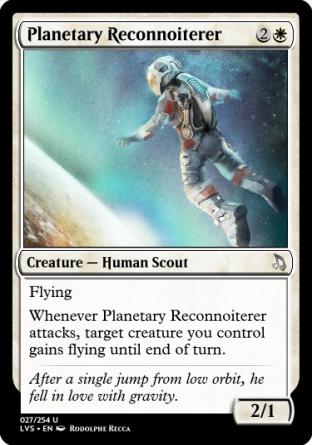 Planetary Reconnoiterer 2
Creature — Human Scout
Flying
Whenever Planetary Reconnoiterer
attacks, target creature you control
gains flying until end of turn.
After a single jump from low orbit, he
fell in love with gravity.
2/1
027/254 U
LVS • EN Rodolphe Recca